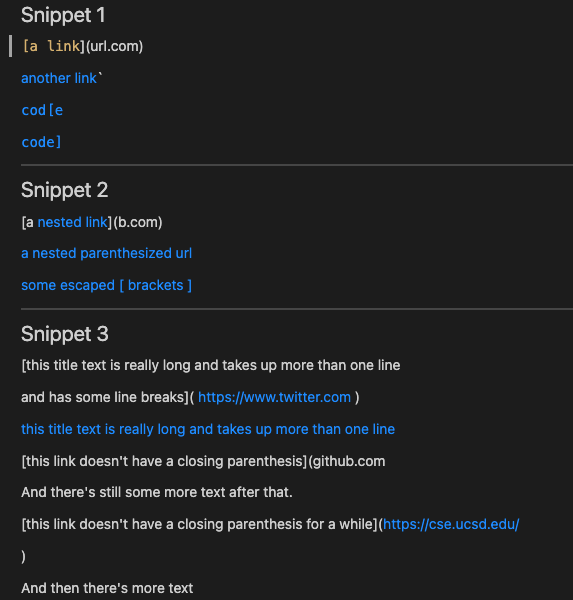 Snippet 1
[a link](url.com)
another link`
cod[e
code]
Snippet 2
[a nested link](b.com)
a nested parenthesized url
some escaped [ brackets ]
Snippet 3
[this title text is really long and takes up more than one line
and has some line breaks]( https://www.twitter.com )
this title text is really long and takes up more than one line
[this link doesn't have a closing parenthesis](github.com
And there's still some more text after that.
[this link doesn't have a closing parenthesis for a while](https://cse.ucsd.edu/
)
And then there's more text